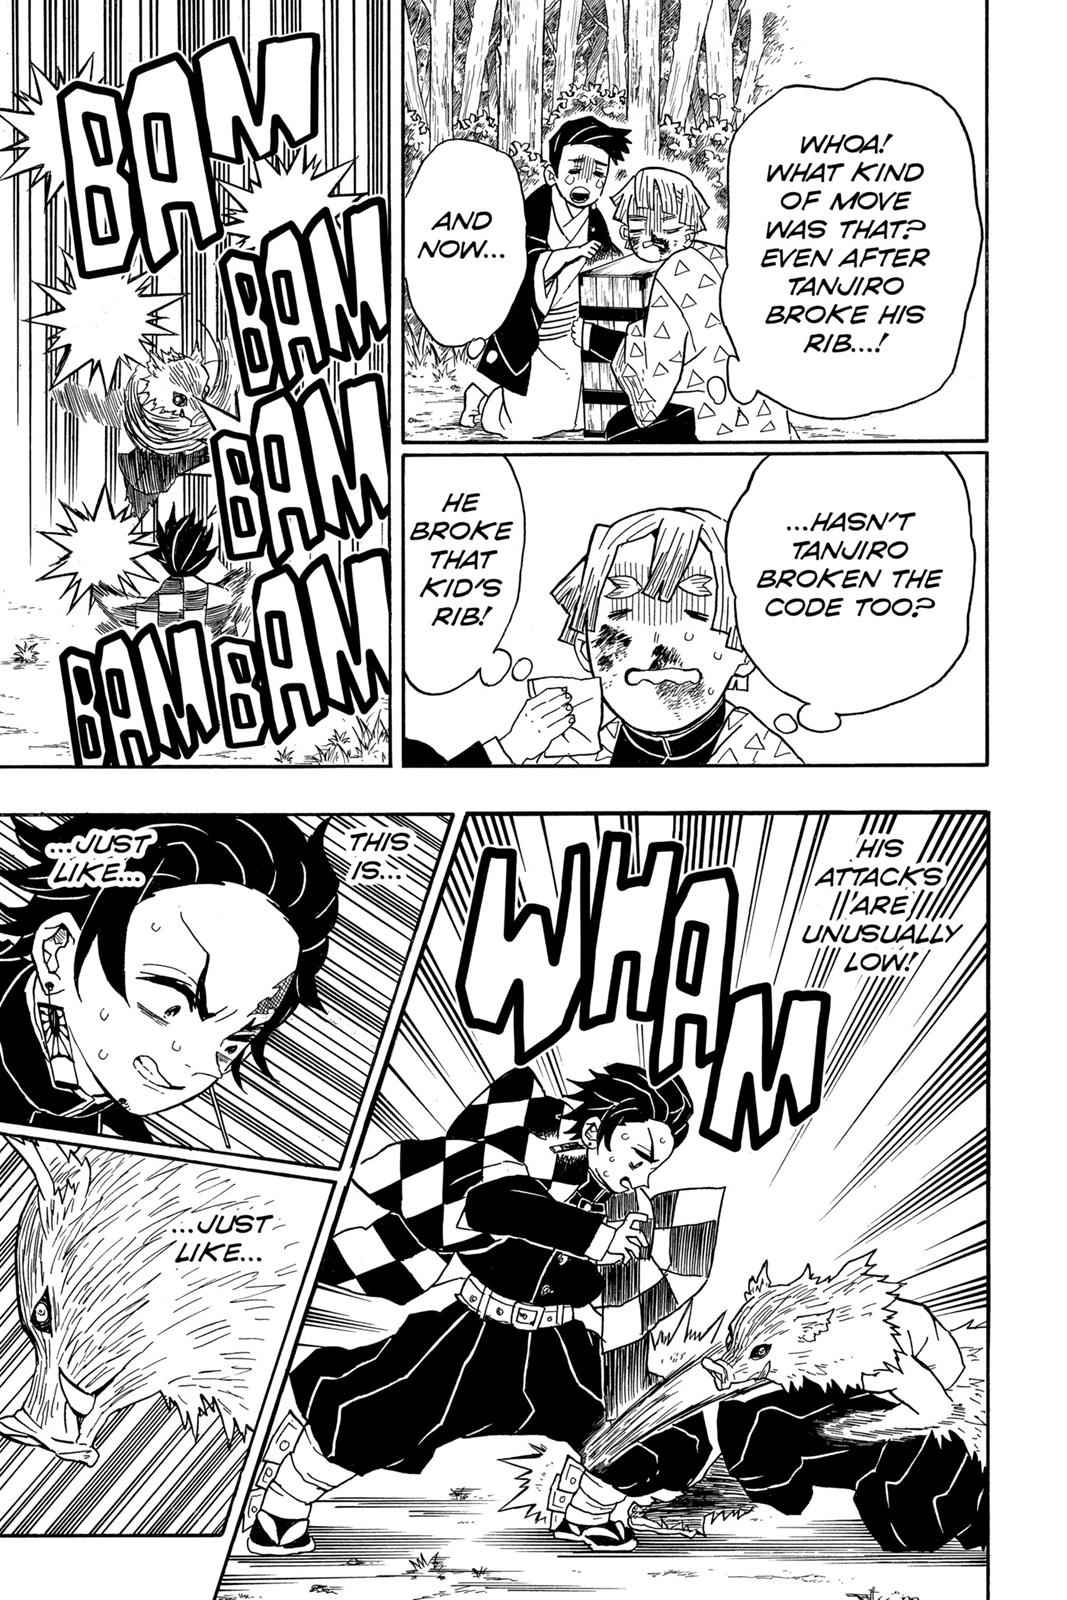 WHOA!
WHAT KIND
OF MOVE
WAS THAT?
EVEN AFTER
TANJIRO
BROKE HIS
RIB...!
AND
NOW...
...HASN'T
TANJIRO
BROKEN THE
CODE TOO?
HE
BROKE
THAT
KID'S
RIB!
BAM
BAM
BAM
BAM
BAM
HIS
ATTACKS
ARE
UNUSUALLY
LOW!
WHAM
THIS
IS...
...JUST
LIKE...
...JUST
LIKE...